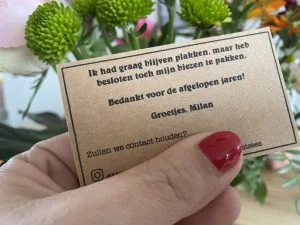 Ik had graag blijven plakken, maar heb
besloten toch mijn biezen te pakken.
Bedankt voor de afgelopen jaren!
Groetjes, Milan
Zullen we contact houden?